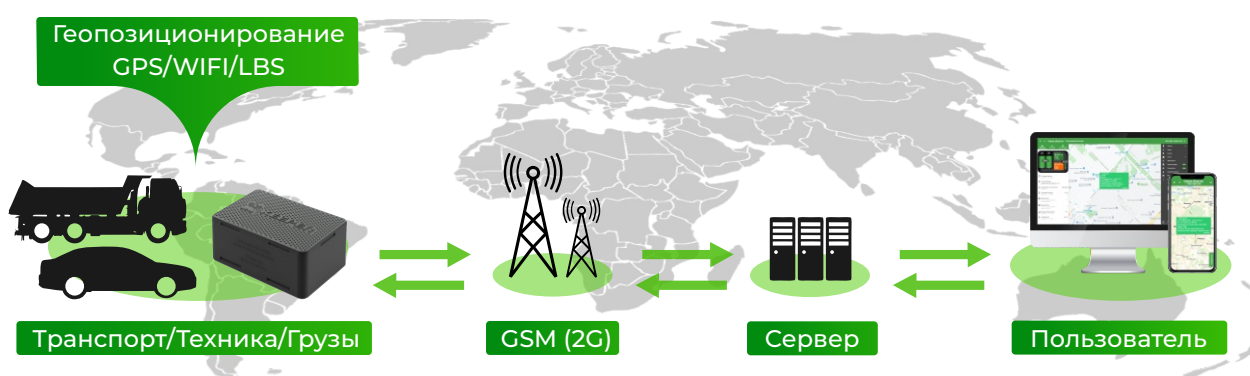 Геопозиционирование
GPS/WIFI/LBS
Транспорт/Техника/Грузы
GSM (2G)
Сервер
Пользователь